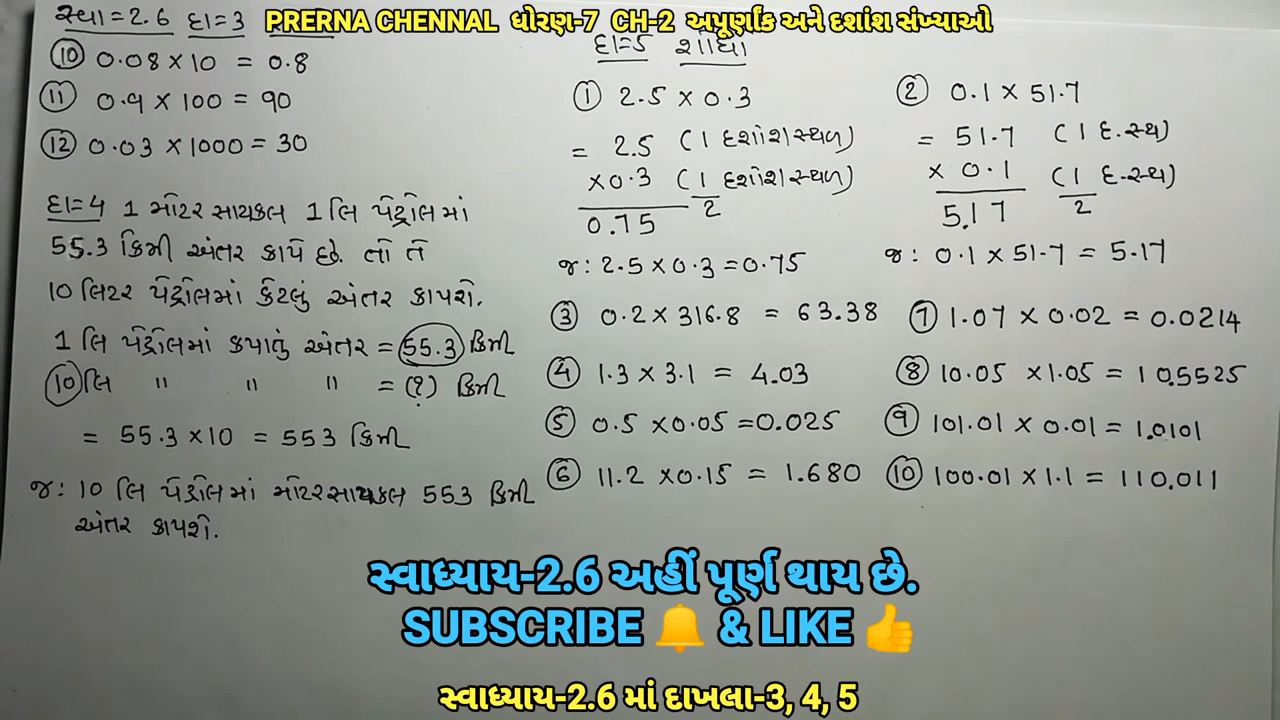 PRERNA CHENNAL ધોરણ-7 CH-2 અપૂર્ણાંક અને દશાંશ સંખ્યાઓ
સ્વા=2.6 દા=3
⑩ 0.08 × 10 = 0.8
⑪ 0.9 × 100 = 90
⑫ 0.03 × 1000 = 30
દા=4 1 મોટર સાયકલ 1 લિ પેટ્રોલમાં
55.3 કિમી અંતર કાપે છે. તો તે
10 લિટર પેટ્રોલમાં કેટલું અંતર કાપશે.
1 લિ પેટ્રોલમાં કપાતું અંતર = 55.3 કિમી
10 લિ " " " = (?) કિમી
= 55.3 × 10 = 553 કિમી
જ: 10 લિ પેટ્રોલમાં મોટરસાયકલ 553 કિમી
અંતર કાપશે.
દા=5 શોધો
① 2.5 × 0.3
= 2.5 (1 દશાંશસ્થળ)
×0.3 (1 દશાંશસ્થળ)
0.75 2
જ: 2.5 × 0.3 = 0.75
② 0.1 × 51.7
= 51.7 (1 દ.સ્થ)
× 0.1 (1 દ.સ્થ)
5.17 2
જ: 0.1 × 51.7 = 5.17
③ 0.2 × 316.8 = 63.38
④ 1.3 × 3.1 = 4.03
⑤ 0.5 × 0.05 = 0.025
⑥ 11.2 × 0.15 = 1.680
⑦ 1.07 × 0.02 = 0.0214
⑧ 10.05 × 1.05 = 10.5525
⑨ 101.01 × 0.01 = 1.0101
⑩ 100.01 × 1.1 = 110.011
સ્વાધ્યાય-2.6 અહીં પૂર્ણ થાય છે.
SUBSCRIBE 🔔 & LIKE 👍
સ્વાધ્યાય-2.6 માં દાખલા-3, 4, 5